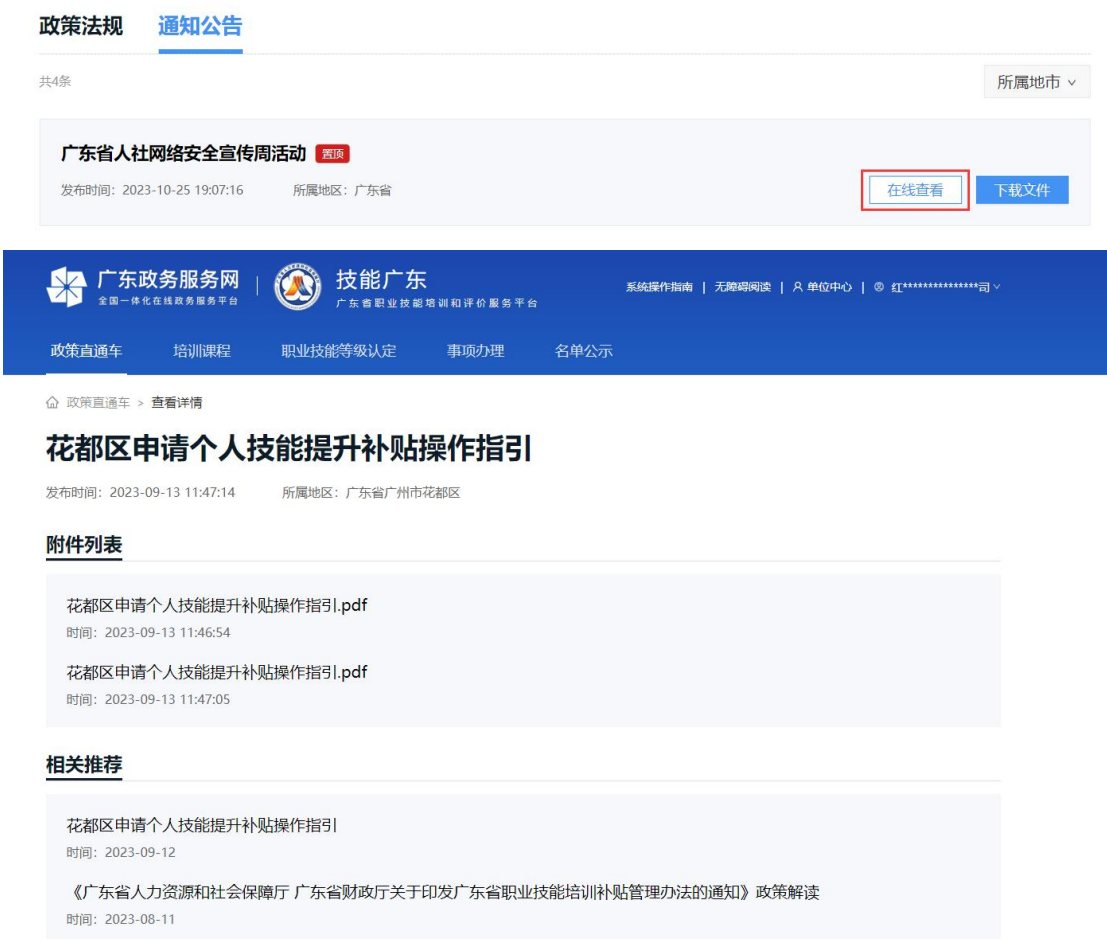 政策法规 通知公告
共4条
所属地市
广东省人社网络安全宣传周活动 置顶
发布时间：2023-10-25 19:07:16 所属地区：广东省
在线查看 下载文件
广东政务服务网 | 技能广东
全国一体化在线政务服务平台 广东省职业技能培训和评价服务平台
系统操作指南 | 无障碍阅读 | 单位中心 | 红****************司
政策直通车 培训课程 职业技能等级认定 事项办理 名单公示
政策直通车 > 查看详情
花都区申请个人技能提升补贴操作指引
发布时间：2023-09-13 11:47:14 所属地区：广东省广州市花都区
附件列表
花都区申请个人技能提升补贴操作指引.pdf
时间：2023-09-13 11:46:54
花都区申请个人技能提升补贴操作指引.pdf
时间：2023-09-13 11:47:05
相关推荐
花都区申请个人技能提升补贴操作指引
时间：2023-09-12
《广东省人力资源和社会保障厅 广东省财政厅关于印发广东省职业技能培训补贴管理办法的通知》政策解读
时间：2023-08-11